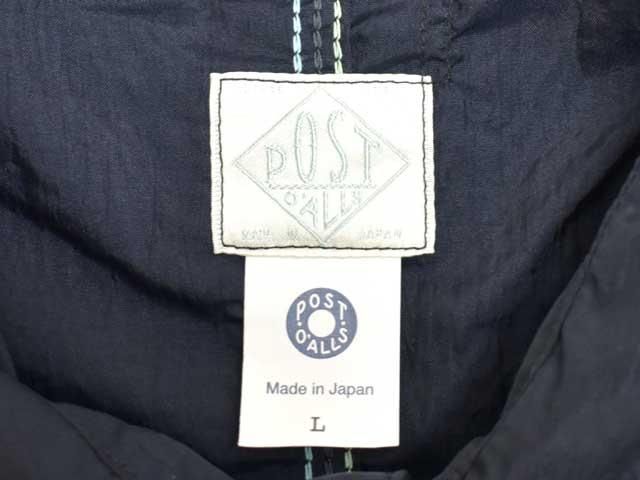 POST
O'ALLS
MADE IN JAPAN
POST
O'ALLS
Made in Japan
L